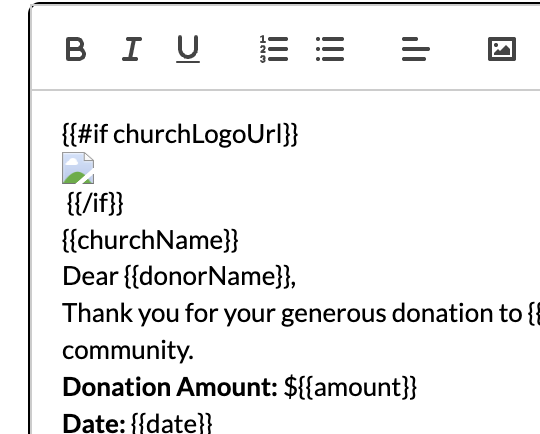 B I U
{{#if churchLogoUrl}}
{{/if}}
{{churchName}}
Dear {{donorName}},
Thank you for your generous donation to {{
community.
Donation Amount: ${{amount}}
Date: {{date}}